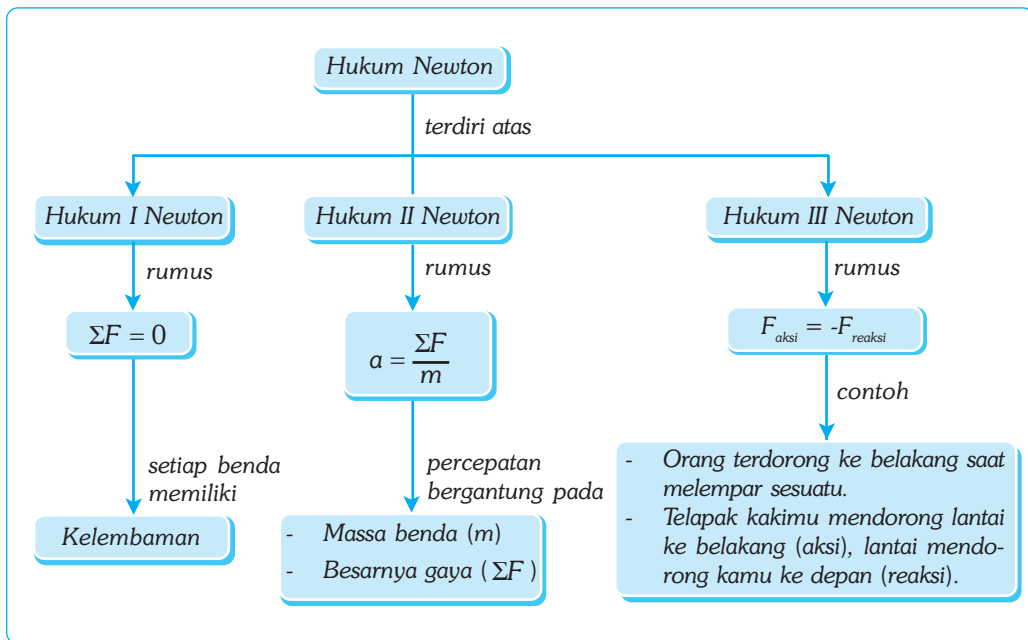 Hukum Newton
terdiri atas
Hukum I Newton
Hukum II Newton
Hukum III Newton
rumus
rumus
rumus
ΣF = 0
a = ΣF/m
F_aksi = -F_reaksi
contoh
setiap benda
memiliki
percepatan
bergantung pada
Kelembaman
- Massa benda (m)
- Besarnya gaya (ΣF)
- Orang terdorong ke belakang saat
melempar sesuatu.
- Telapak kakimu mendorong lantai
ke belakang (aksi), lantai mendo-
rong kamu ke depan (reaksi).